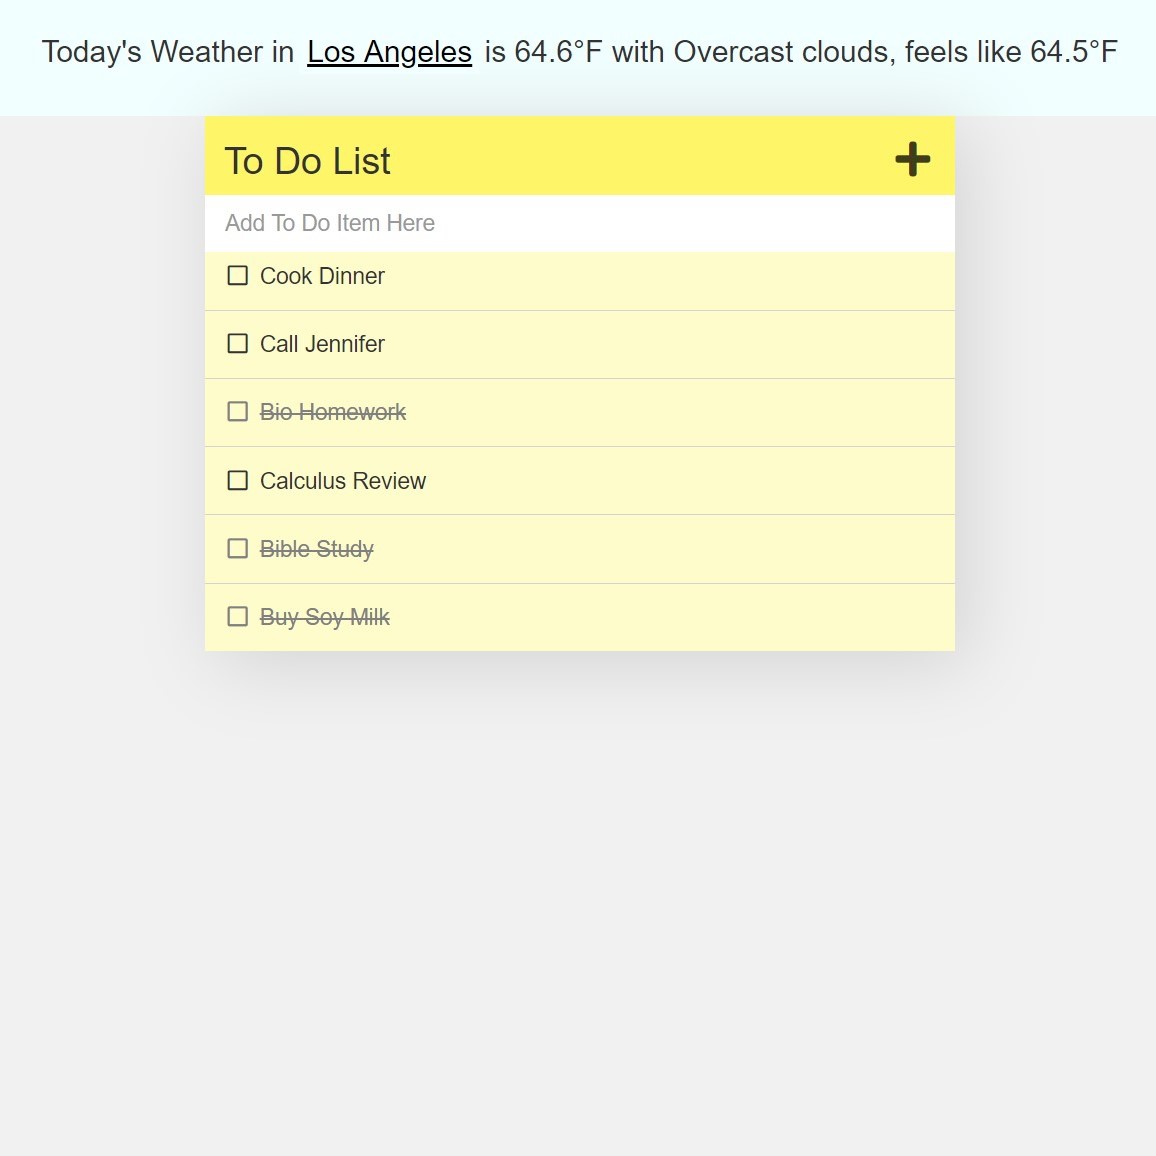 Today's Weather in Los Angeles is 64.6°F with Overcast clouds, feels like 64.5°F
To Do List
Add To Do Item Here
Cook Dinner
Call Jennifer
Bio Homework
Calculus Review
Bible Study
Buy Soy Milk